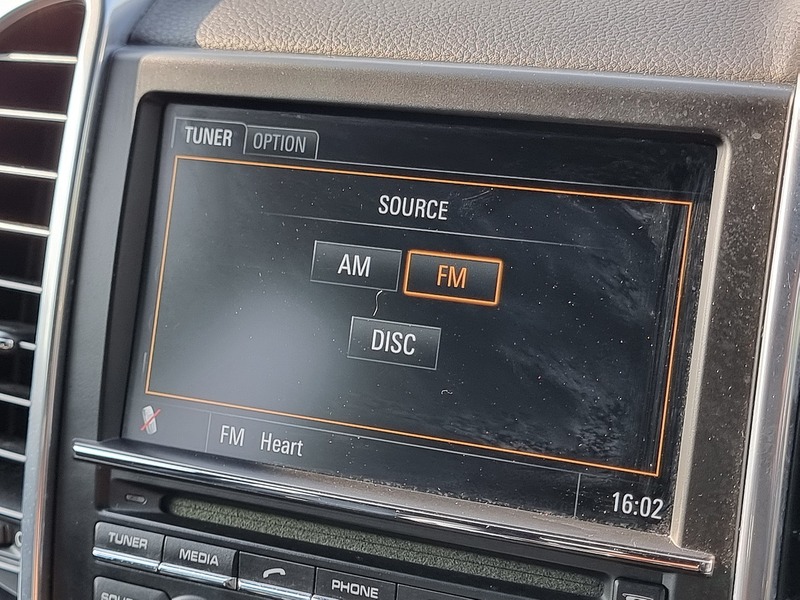 TUNER OPTION
SOURCE
AM FM
DISC
FM Heart
16:02
TUNER MEDIA PHONE